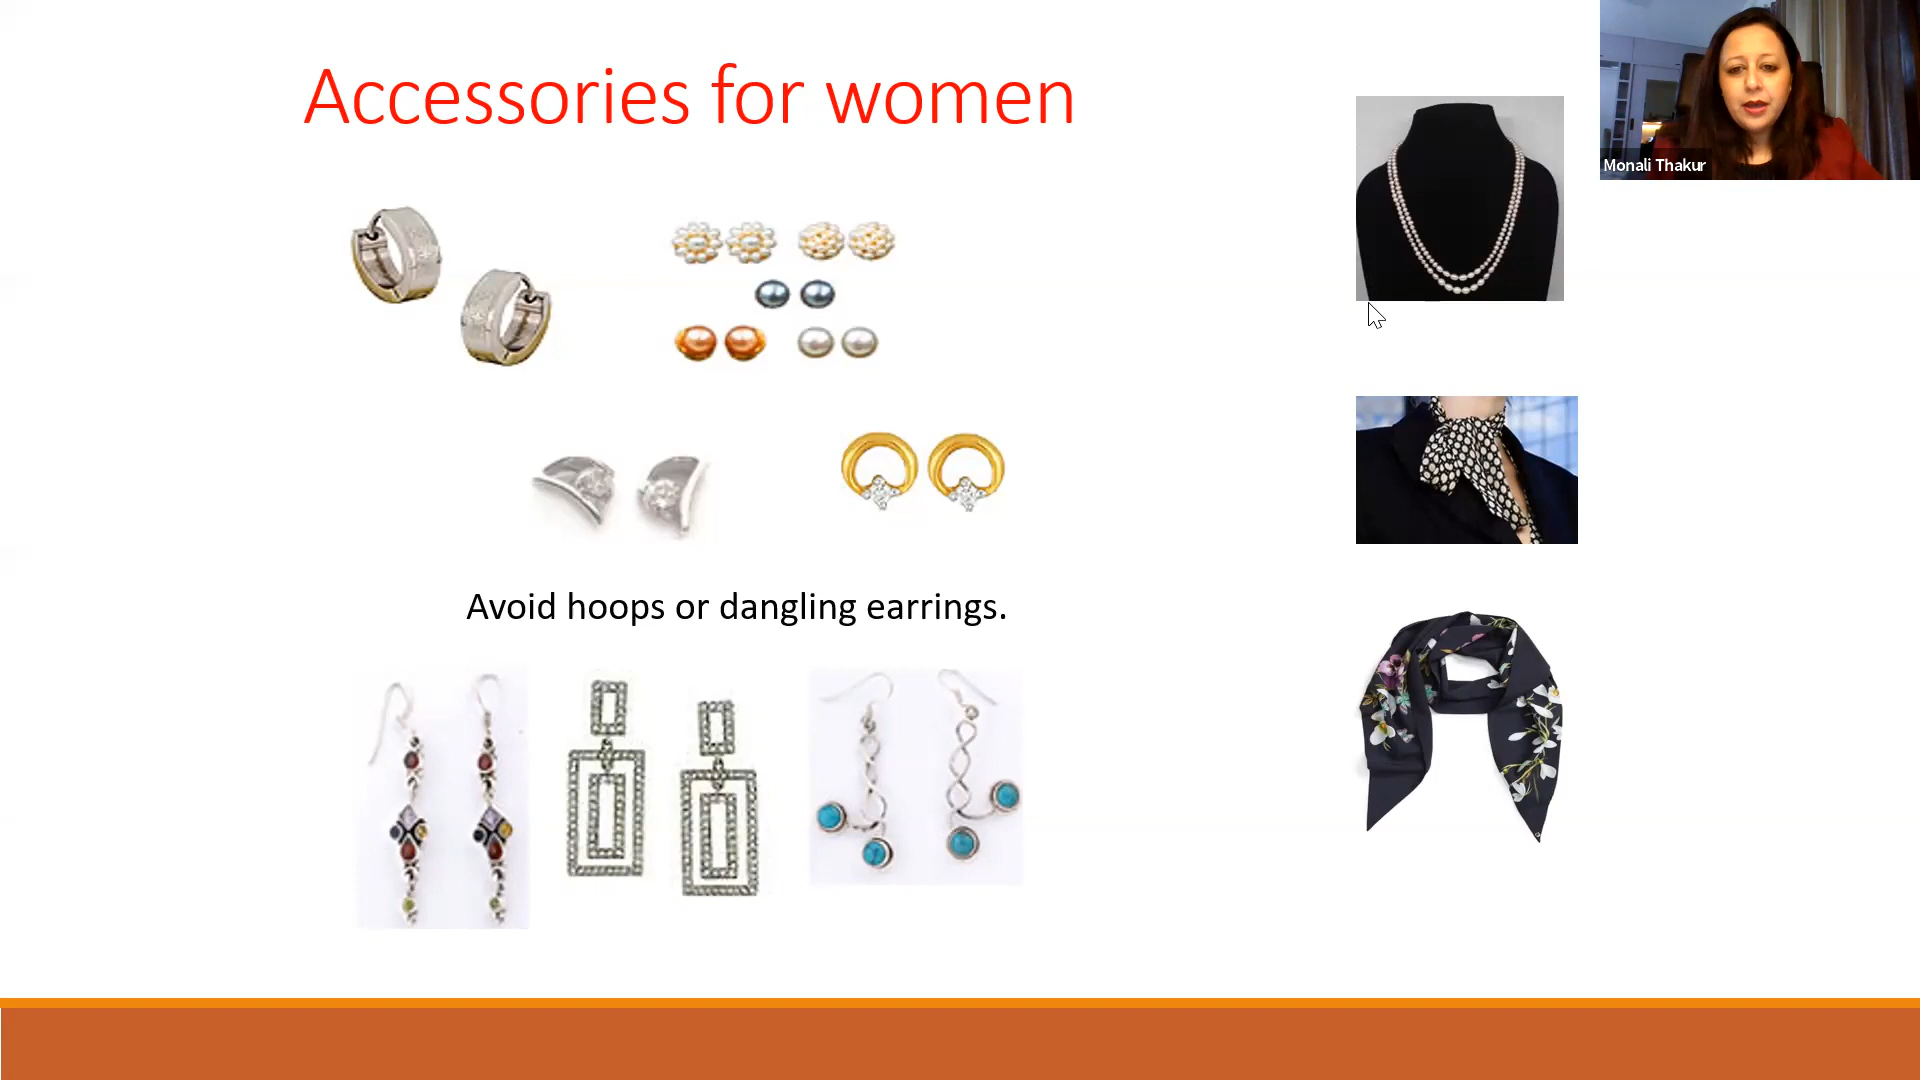 Accessories for women
Monali Thakur
Avoid hoops or dangling earrings.